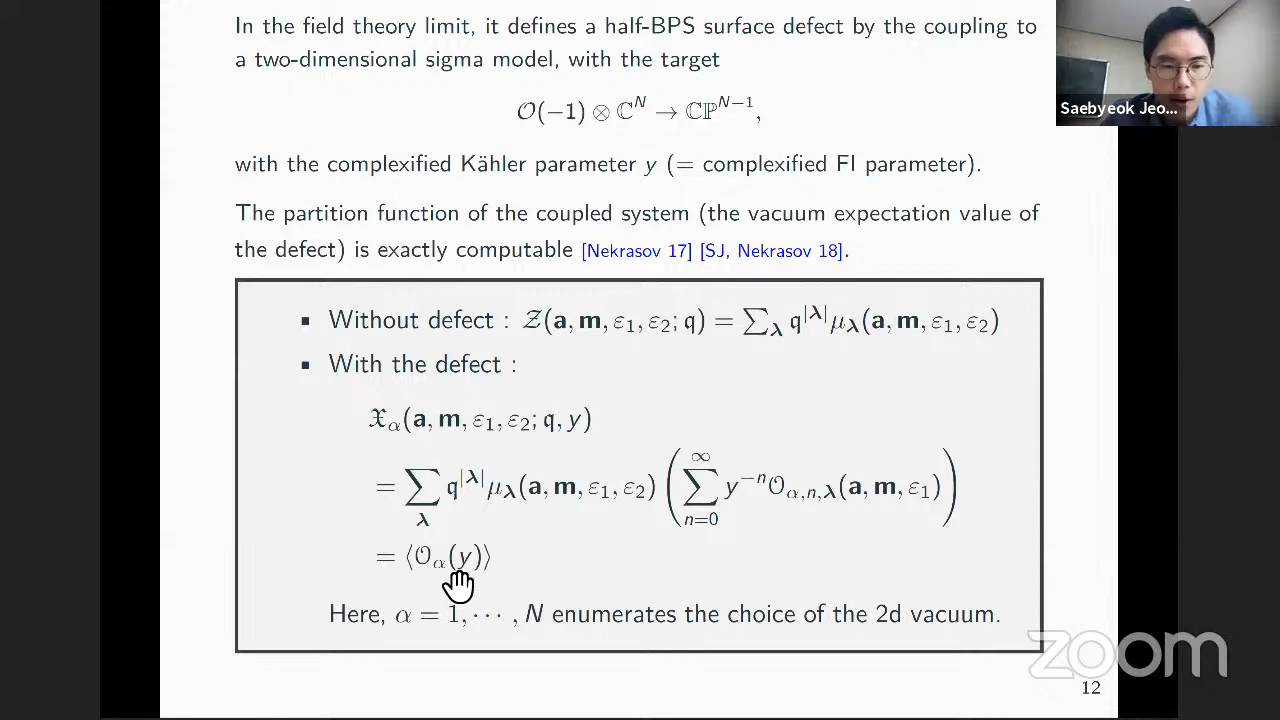 In the field theory limit, it defines a half-BPS surface defect by the coupling to
a two-dimensional sigma model, with the target
𝒪(−1) ⊗ ℂ^N → ℂℙ^{N−1},
with the complexified Kähler parameter y (= complexified FI parameter).
The partition function of the coupled system (the vacuum expectation value of
the defect) is exactly computable [Nekrasov 17] [SJ, Nekrasov 18].
▪ Without defect : 𝒵(a, m, ε₁, ε₂; 𝔮) = ∑_λ 𝔮^{|λ|} μ_λ(a, m, ε₁, ε₂)
▪ With the defect :
𝔛_α(a, m, ε₁, ε₂; 𝔮, y)
= ∑_λ 𝔮^{|λ|} μ_λ(a, m, ε₁, ε₂) (∑_{n=0}^{∞} y^{−n} 𝒪_{α,n,λ}(a, m, ε₁))
= ⟨𝒪_α(y)⟩
Here, α = 1, ⋯ , N enumerates the choice of the 2d vacuum.
12
Saebyeok Jeo...
zoom